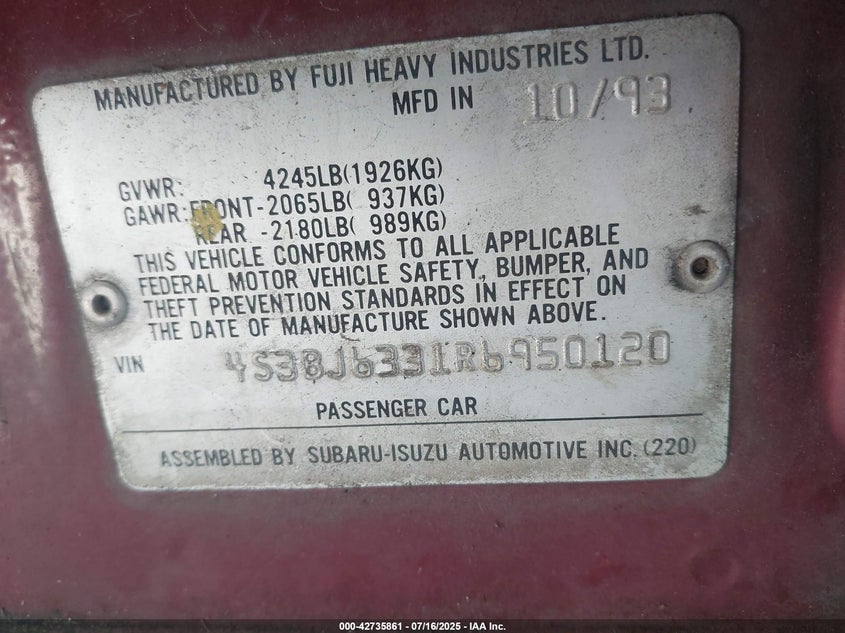 MANUFACTURED BY FUJI HEAVY INDUSTRIES LTD.
MFD IN 10/93
GVWR: 4245LB(1926KG)
GAWR:FRONT-2065LB( 937KG)
REAR -2180LB( 989KG)
THIS VEHICLE CONFORMS TO ALL APPLICABLE
FEDERAL MOTOR VEHICLE SAFETY, BUMPER, AND
THEFT PREVENTION STANDARDS IN EFFECT ON
THE DATE OF MANUFACTURE SHOWN ABOVE.
VIN 4S3BJ6331R6950120
PASSENGER CAR
ASSEMBLED BY SUBARU-ISUZU AUTOMOTIVE INC.(220)
000-42735861 - 07/16/2025 - IAA Inc.